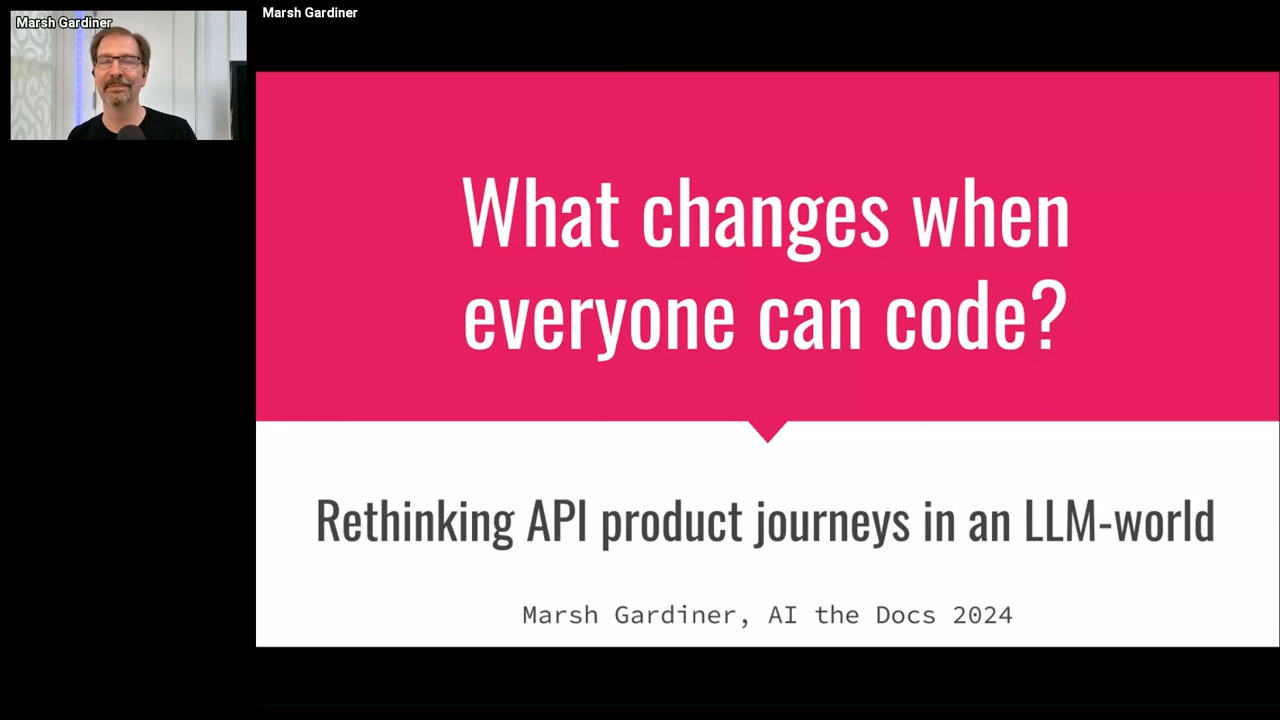 Marsh Gardiner
Marsh Gardiner
What changes when
everyone can code?
Rethinking API product journeys in an LLM-world
Marsh Gardiner, AI the Docs 2024